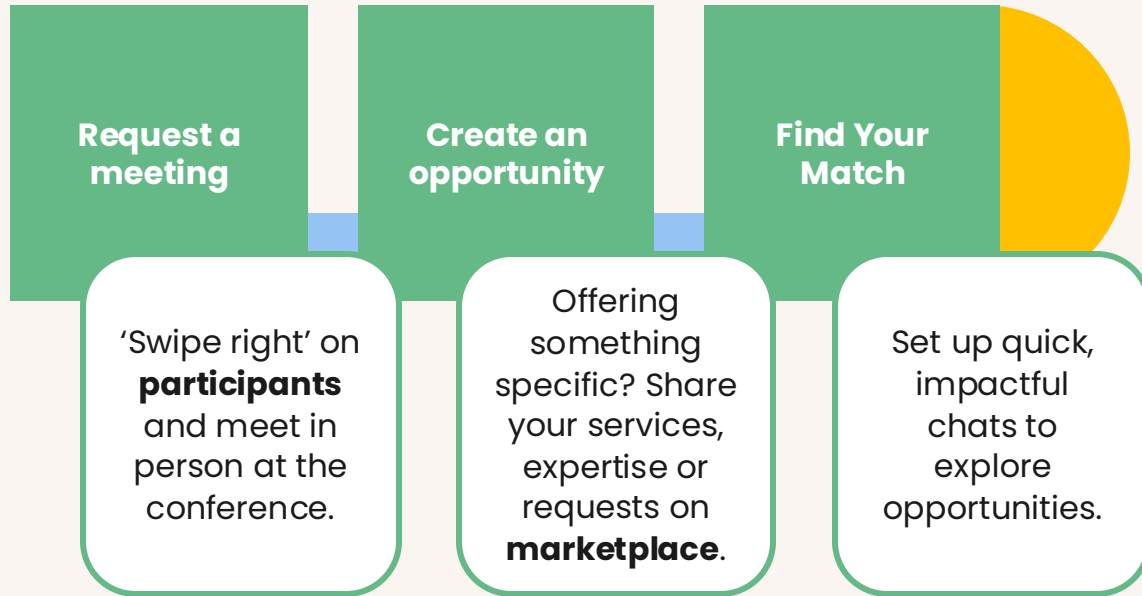 Request a
meeting
Create an
opportunity
Find Your
Match
‘Swipe right’ on
participants
and meet in
person at the
conference.
Offering
something
specific? Share
your services,
expertise or
requests on
marketplace.
Set up quick,
impactful
chats to
explore
opportunities.